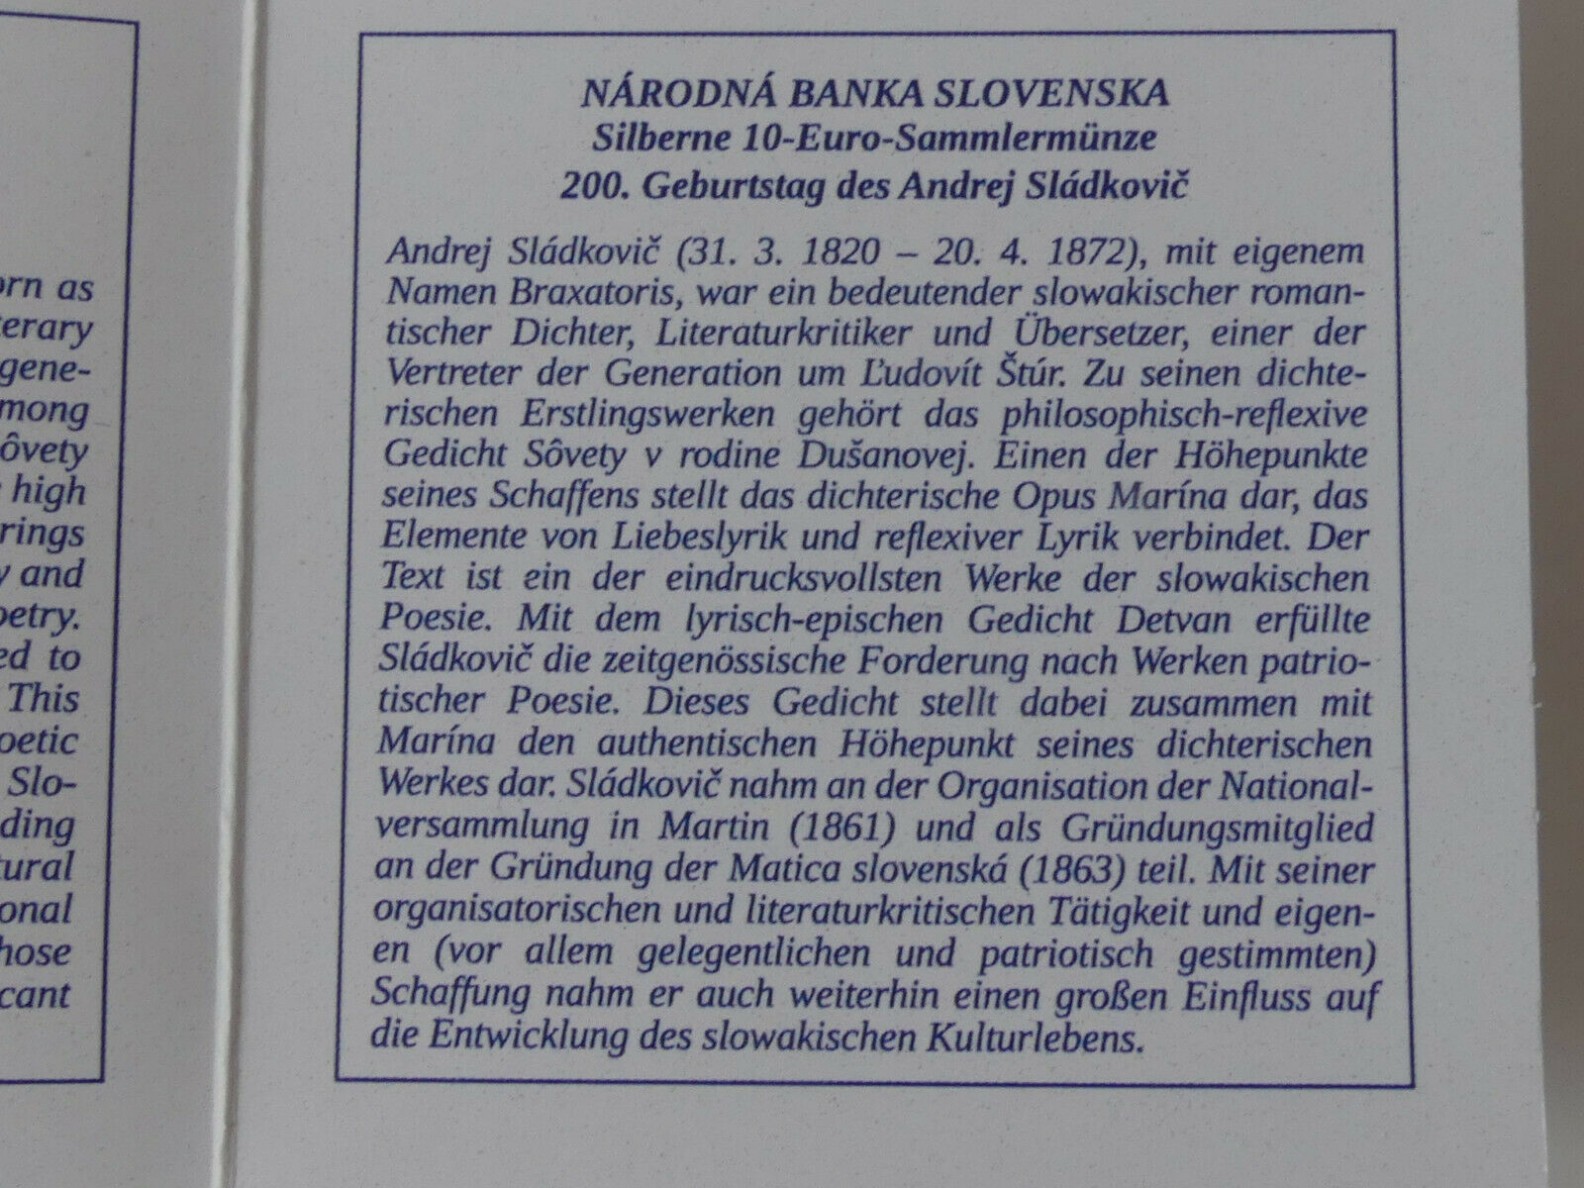 orn as
terary
gene-
mong
ôvety
high
rings
and
oetry.
ed to
This
oetic
Slo-
ding
tural
onal
hose
cant
NÁRODNÁ BANKA SLOVENSKA
Silberne 10-Euro-Sammlermünze
200. Geburtstag des Andrej Sládkovič
Andrej Sládkovič (31. 3. 1820 – 20. 4. 1872), mit eigenem
Namen Braxatoris, war ein bedeutender slowakischer roman-
tischer Dichter, Literaturkritiker und Übersetzer, einer der
Vertreter der Generation um Ľudovít Štúr. Zu seinen dichte-
rischen Erstlingswerken gehört das philosophisch-reflexive
Gedicht Sôvety v rodine Dušanovej. Einen der Höhepunkte
seines Schaffens stellt das dichterische Opus Marína dar, das
Elemente von Liebeslyrik und reflexiver Lyrik verbindet. Der
Text ist ein der eindrucksvollsten Werke der slowakischen
Poesie. Mit dem lyrisch-epischen Gedicht Detvan erfüllte
Sládkovič die zeitgenössische Forderung nach Werken patrio-
tischer Poesie. Dieses Gedicht stellt dabei zusammen mit
Marína den authentischen Höhepunkt seines dichterischen
Werkes dar. Sládkovič nahm an der Organisation der National-
versammlung in Martin (1861) und als Gründungsmitglied
an der Gründung der Matica slovenská (1863) teil. Mit seiner
organisatorischen und literaturkritischen Tätigkeit und eigen-
en (vor allem gelegentlichen und patriotisch gestimmten)
Schaffung nahm er auch weiterhin einen großen Einfluss auf
die Entwicklung des slowakischen Kulturlebens.